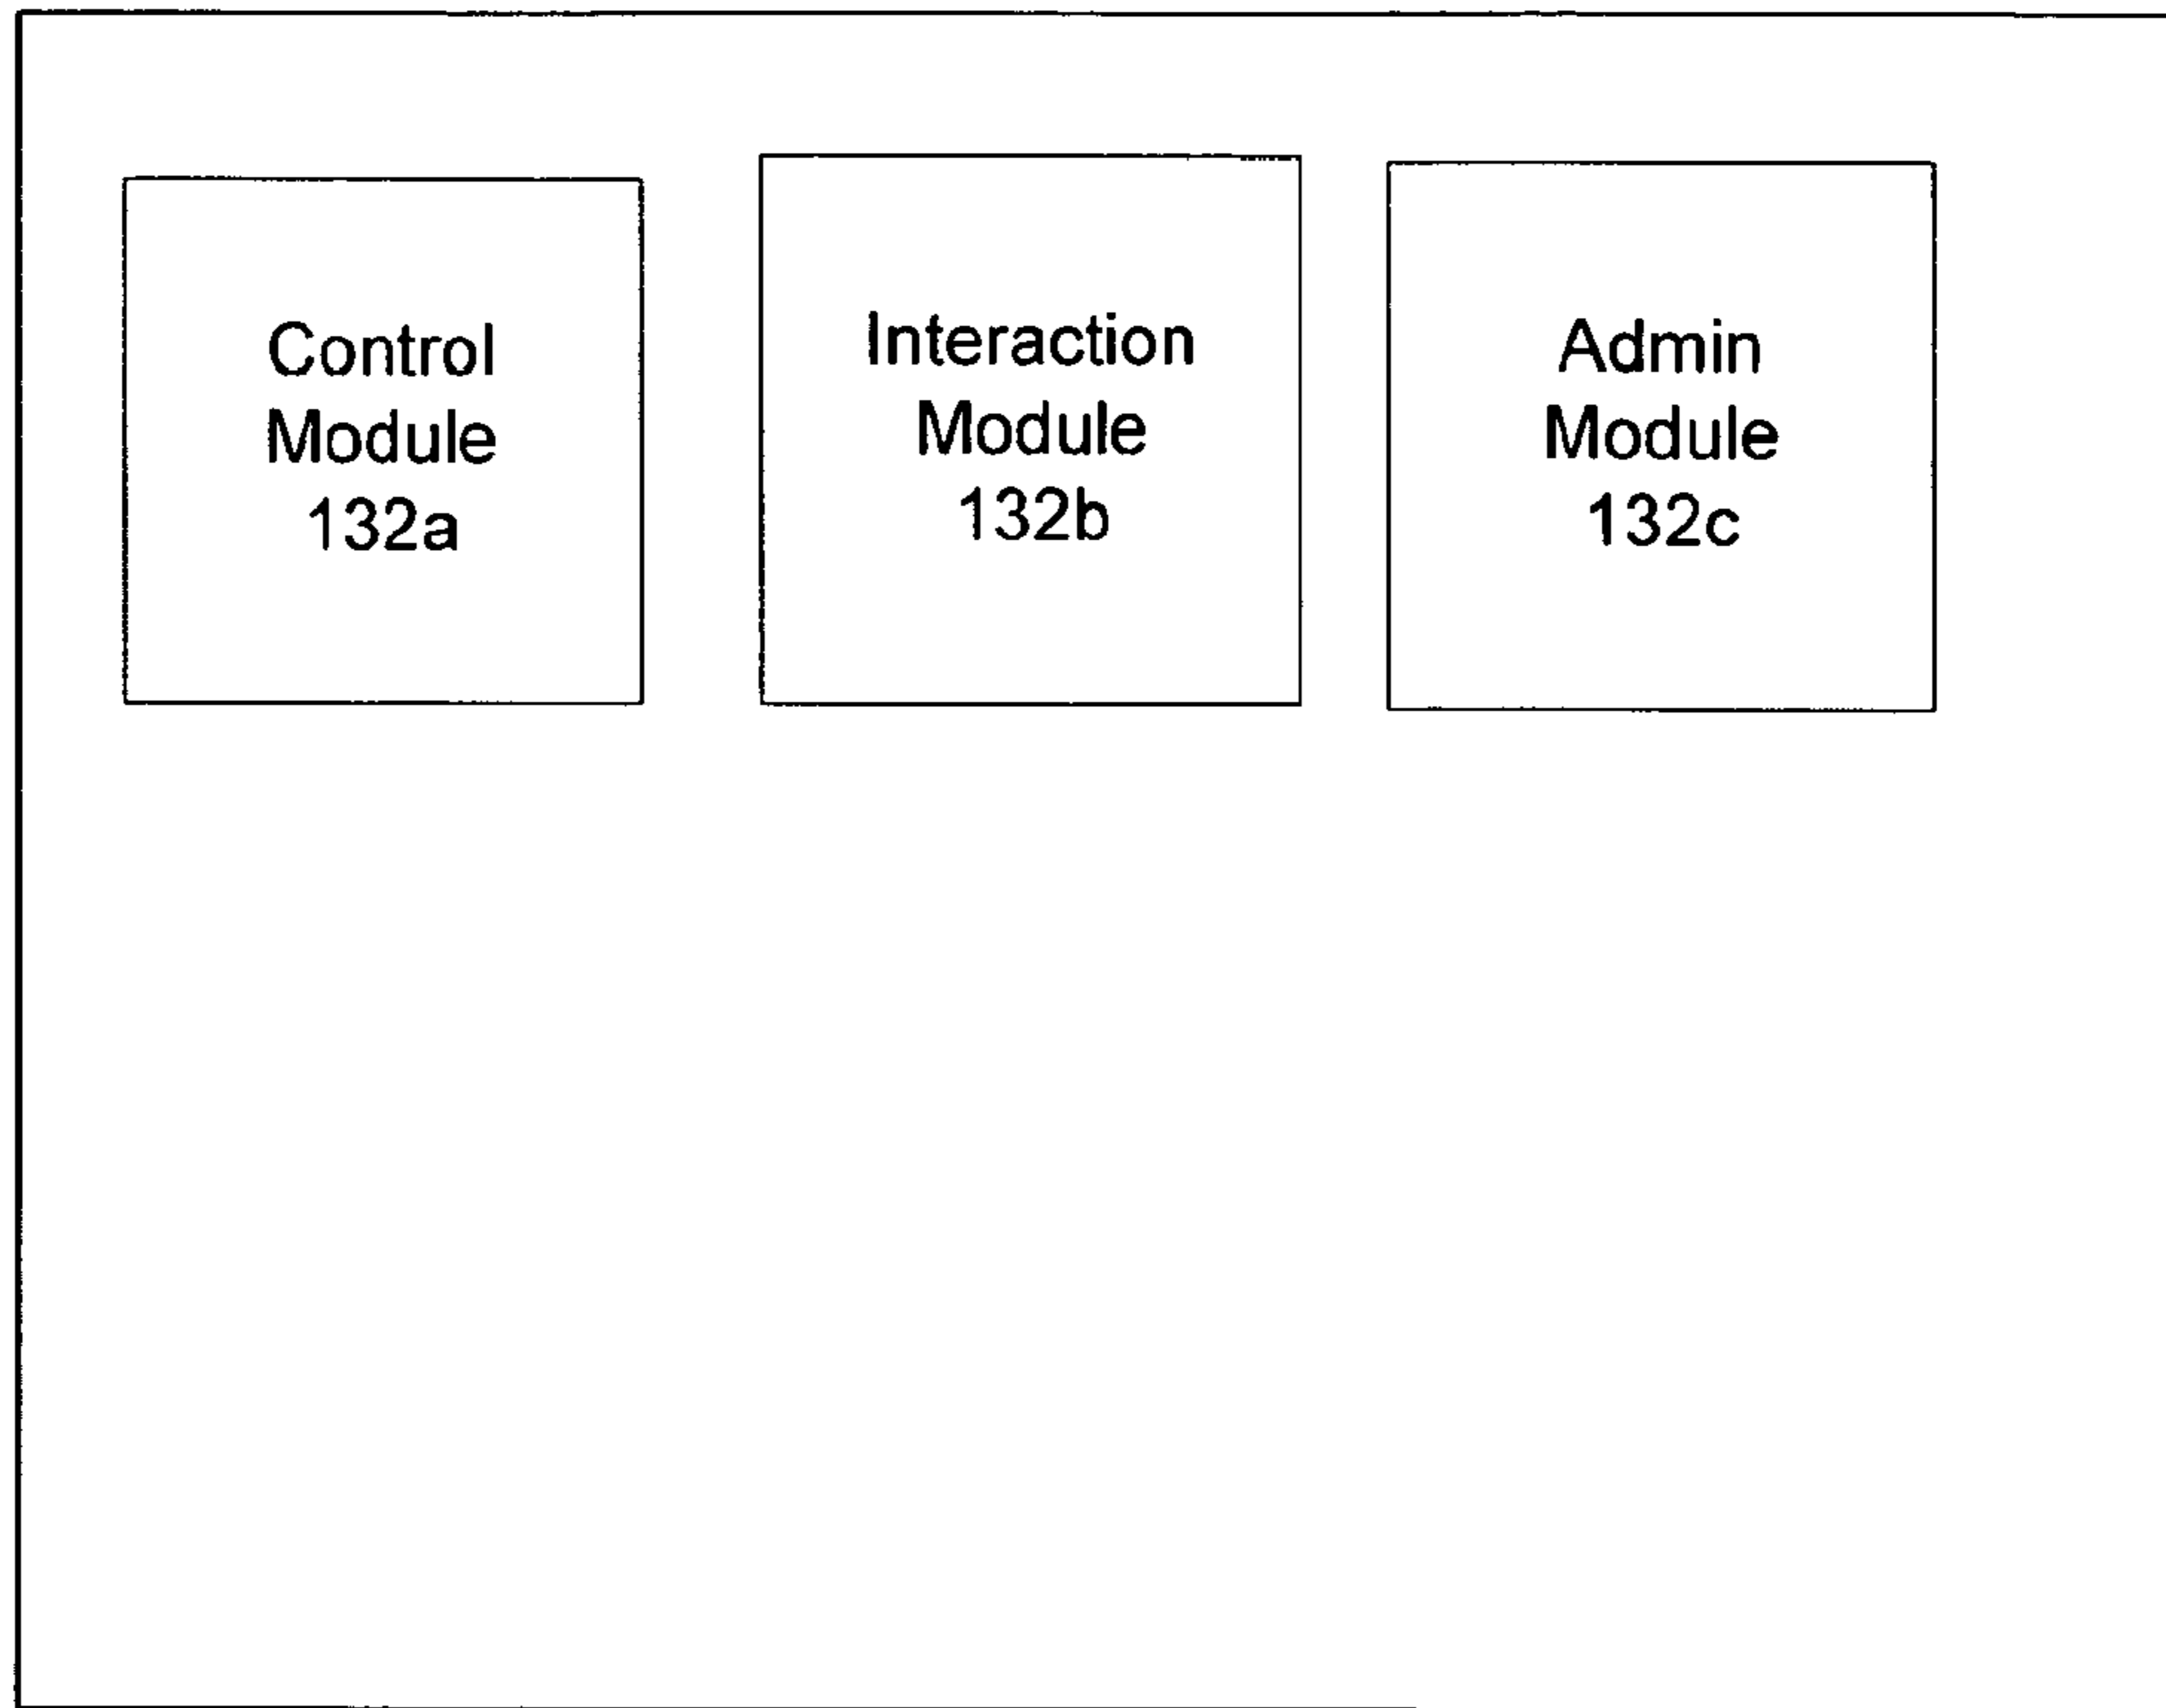 Control
Module
132a
Interaction
Module
132b
Admin
Module
132c